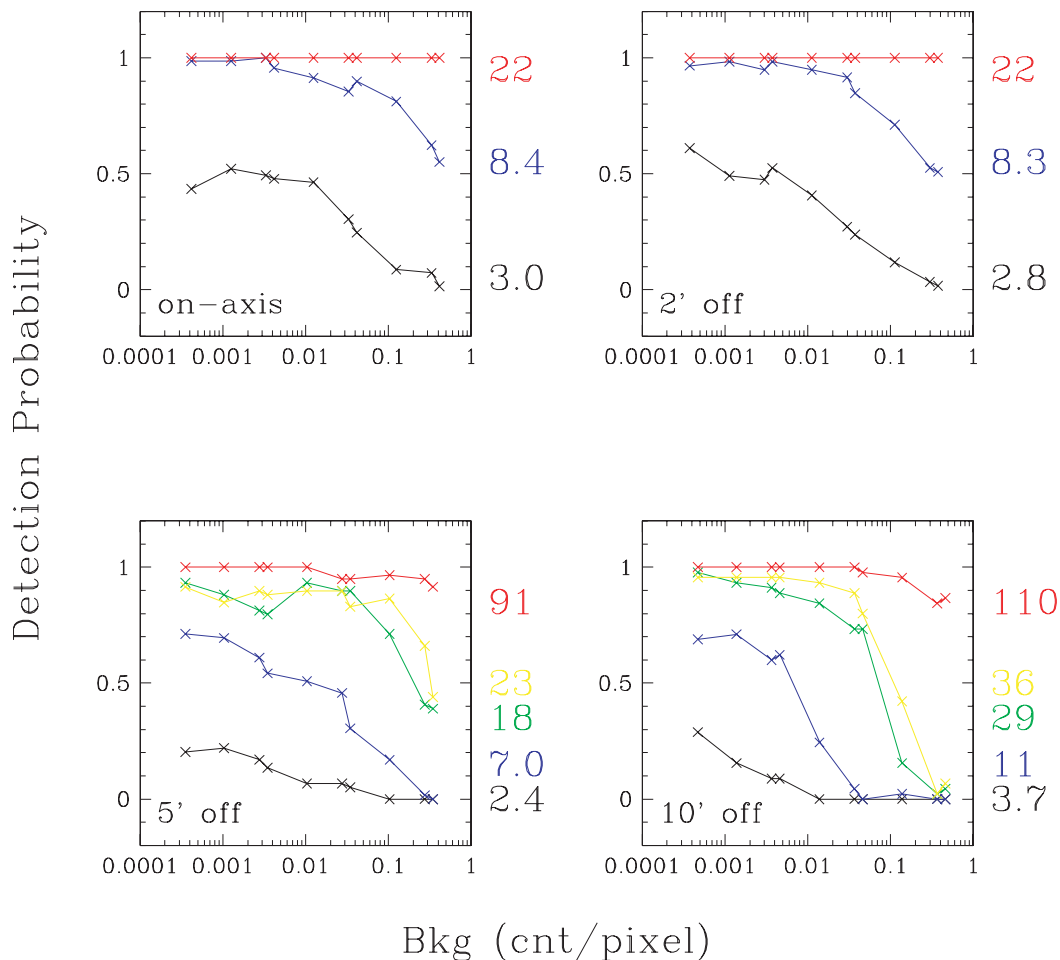 Detection Probability
1
0.5
0
on-axis
0.0001 0.001 0.01 0.1 1
22
8.4
3.0
1
0.5
0
2' off
0.0001 0.001 0.01 0.1 1
22
8.3
2.8
1
0.5
0
5' off
0.0001 0.001 0.01 0.1 1
91
23
18
7.0
2.4
1
0.5
0
10' off
0.0001 0.001 0.01 0.1 1
110
36
29
11
3.7
Bkg (cnt/pixel)